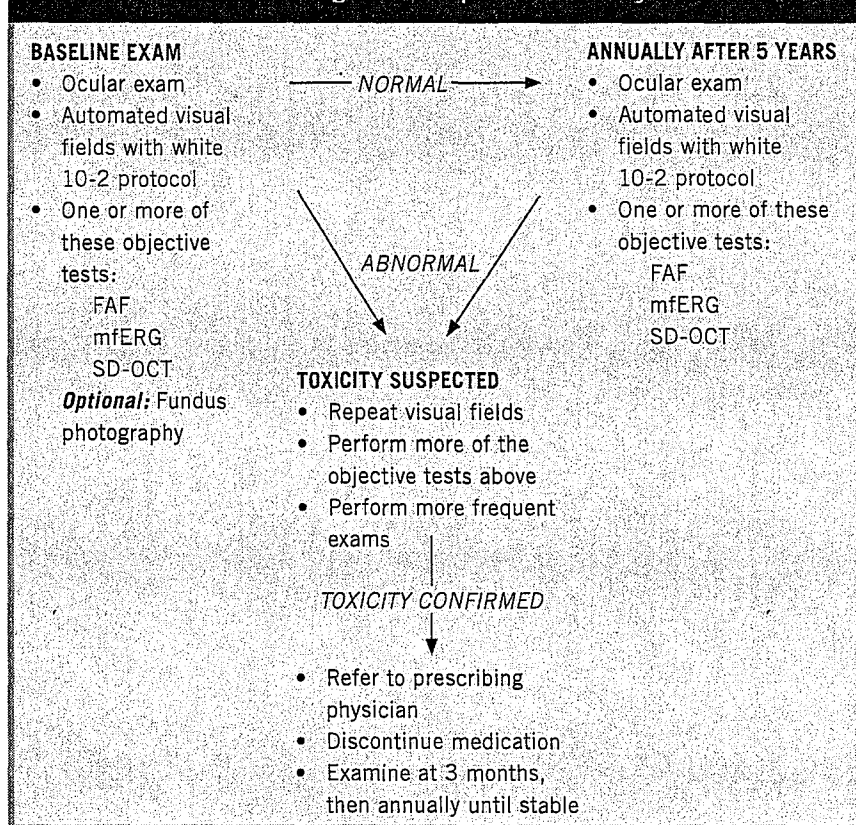 BASELINE EXAM
• Ocular exam
• Automated visual
fields with white
10-2 protocol
• One or more of
these objective
tests:
FAF
mfERG
SD-OCT
Optional: Fundus
photography
NORMAL
ANNUALLY AFTER 5 YEARS
• Ocular exam
• Automated visual
fields with white
10-2 protocol
• One or more of these
objective tests:
FAF
mfERG
SD-OCT
ABNORMAL
TOXICITY SUSPECTED
• Repeat visual fields
• Perform more of the
objective tests above
• Perform more frequent
exams
TOXICITY CONFIRMED
• Refer to prescribing
physician
• Discontinue medication
• Examine at 3 months,
then annually until stable